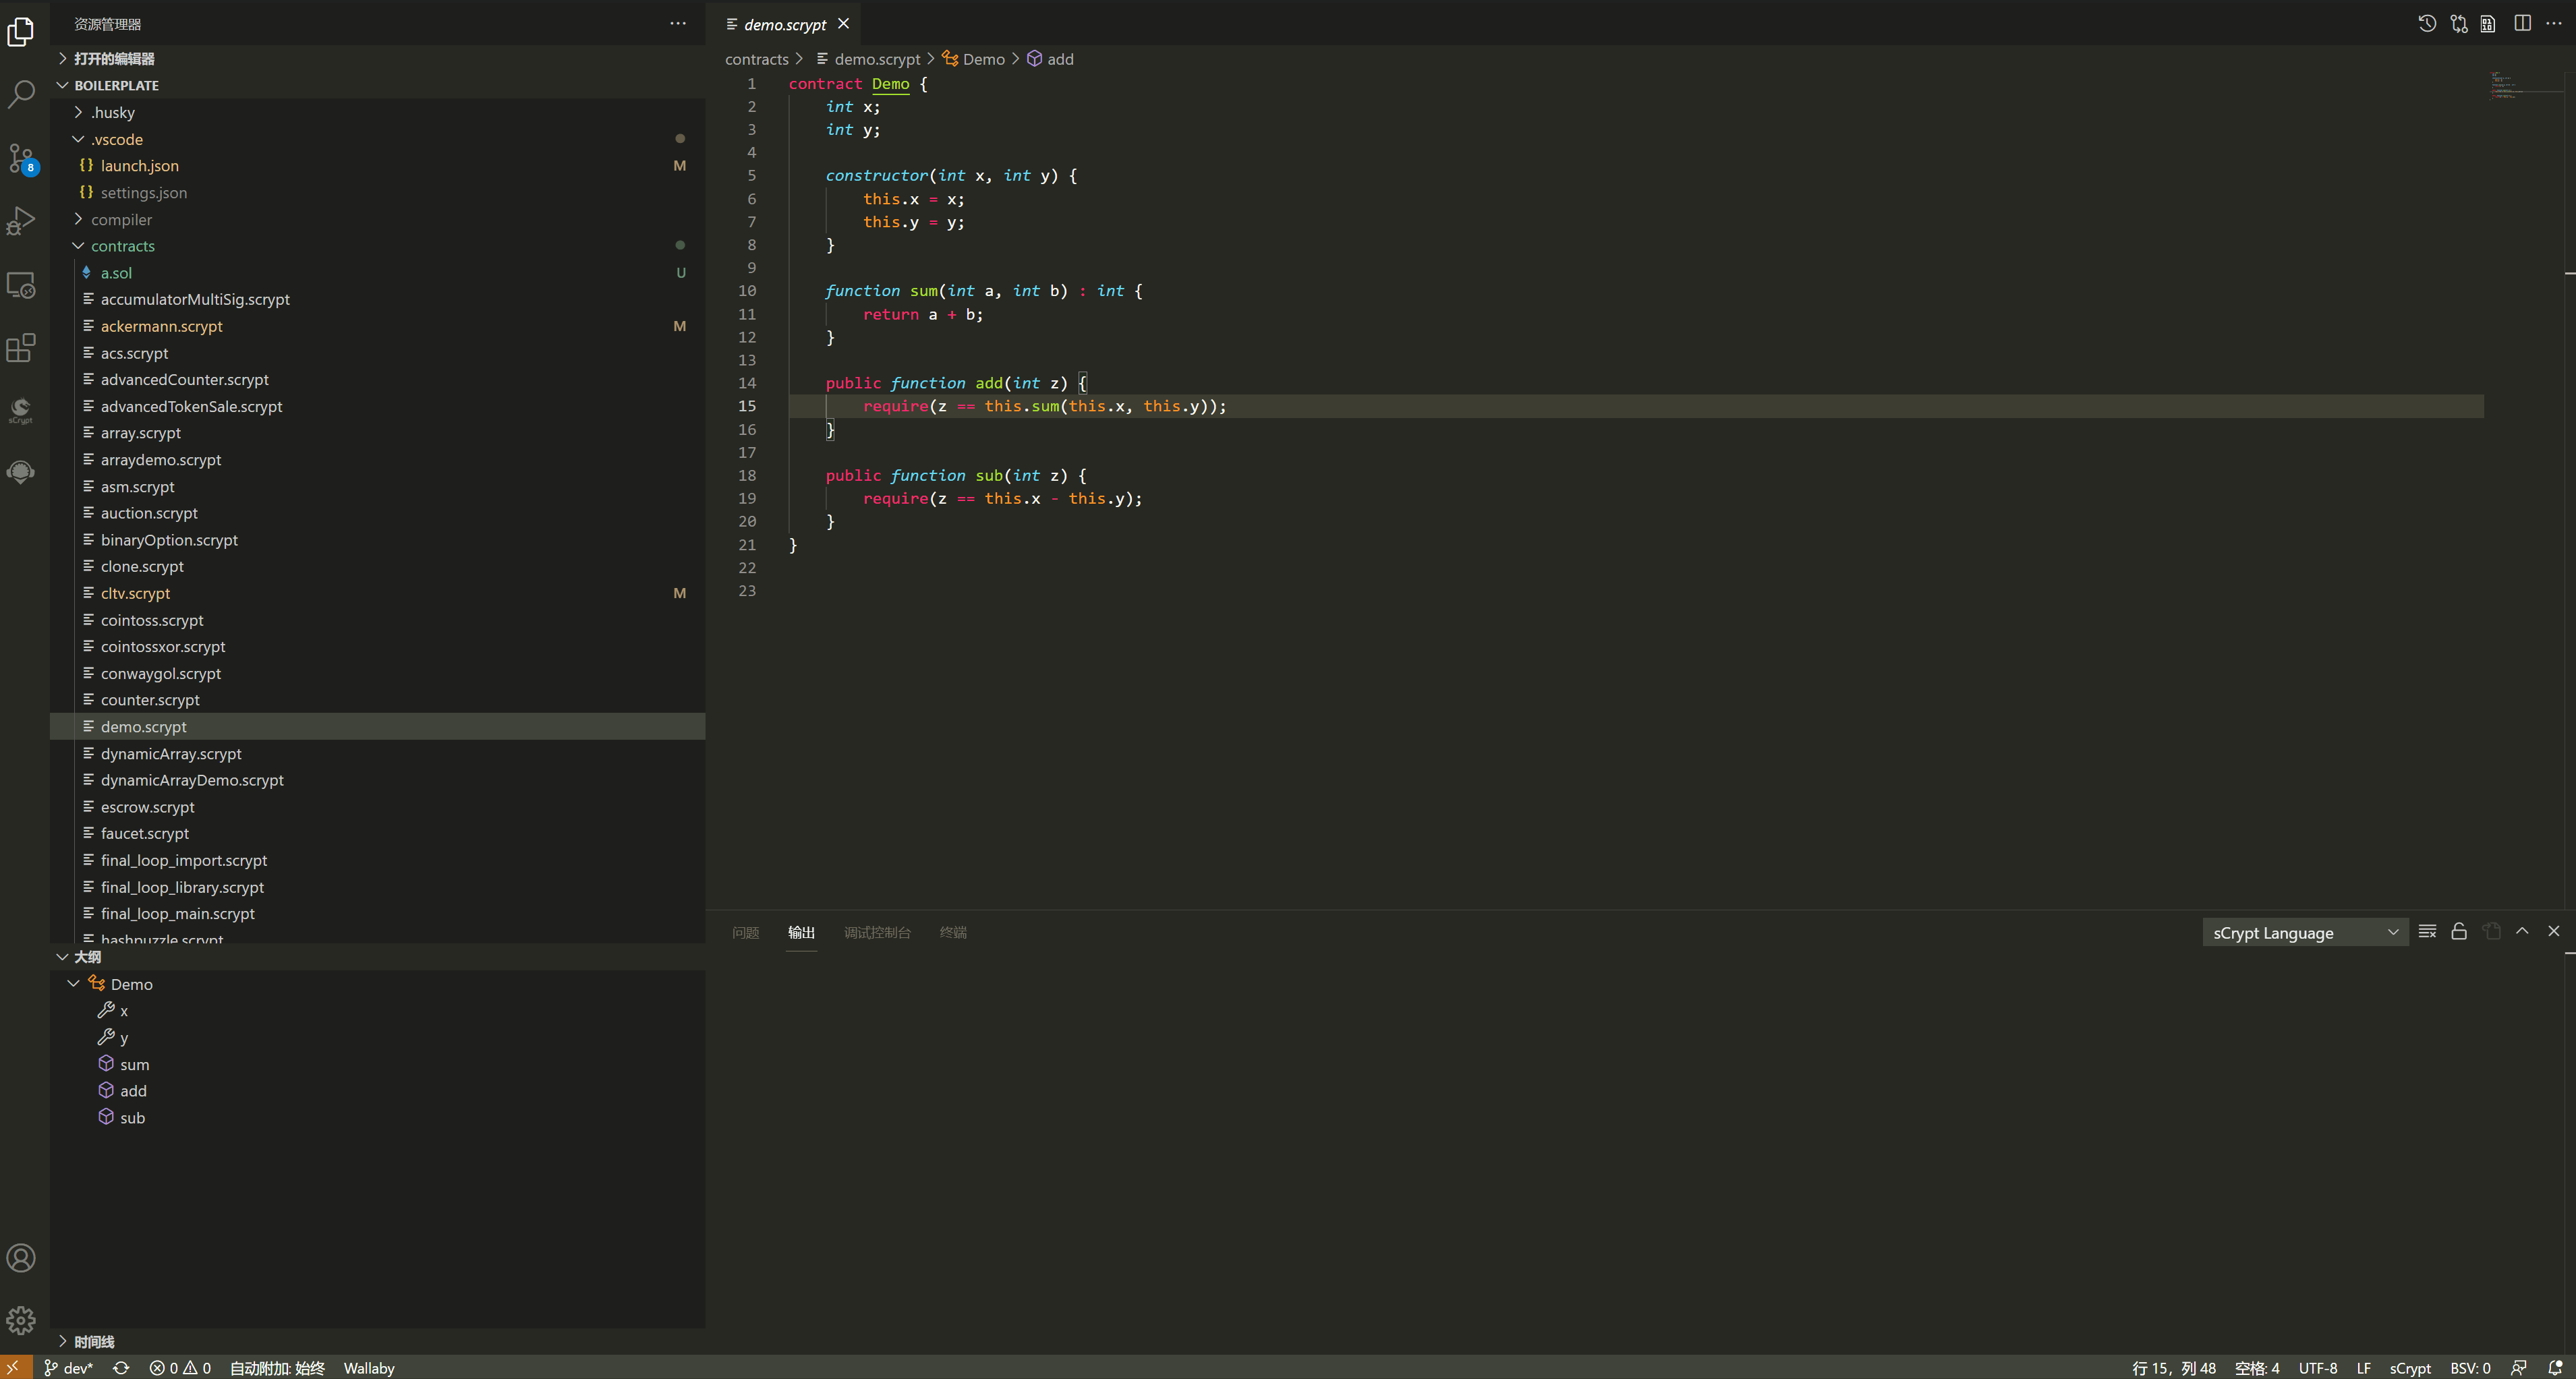 资源管理器
打开的编辑器
BOILERPLATE
.husky
.vscode
launch.json M
settings.json
compiler
contracts
a.sol U
accumulatorMultiSig.scrypt
ackermann.scrypt M
acs.scrypt
advancedCounter.scrypt
advancedTokenSale.scrypt
array.scrypt
arraydemo.scrypt
asm.scrypt
auction.scrypt
binaryOption.scrypt
clone.scrypt
cltv.scrypt M
cointoss.scrypt
cointossxor.scrypt
conwaygol.scrypt
counter.scrypt
demo.scrypt
dynamicArray.scrypt
dynamicArrayDemo.scrypt
escrow.scrypt
faucet.scrypt
final_loop_import.scrypt
final_loop_library.scrypt
final_loop_main.scrypt
hashpuzzle.scrypt
大纲
Demo
x
y
sum
add
sub
时间线
8
sCrypt
demo.scrypt
contracts > demo.scrypt > Demo > add
1 contract Demo {
2 int x;
3 int y;
4
5 constructor(int x, int y) {
6 this.x = x;
7 this.y = y;
8 }
9
10 function sum(int a, int b) : int {
11 return a + b;
12 }
13
14 public function add(int z) {
15 require(z == this.sum(this.x, this.y));
16 }
17
18 public function sub(int z) {
19 require(z == this.x - this.y);
20 }
21 }
22
23
问题 输出 调试控制台 终端 sCrypt Language
dev* 0 0 自动附加: 始终 Wallaby 行 15，列 48 空格: 4 UTF-8 LF sCrypt BSV: 0